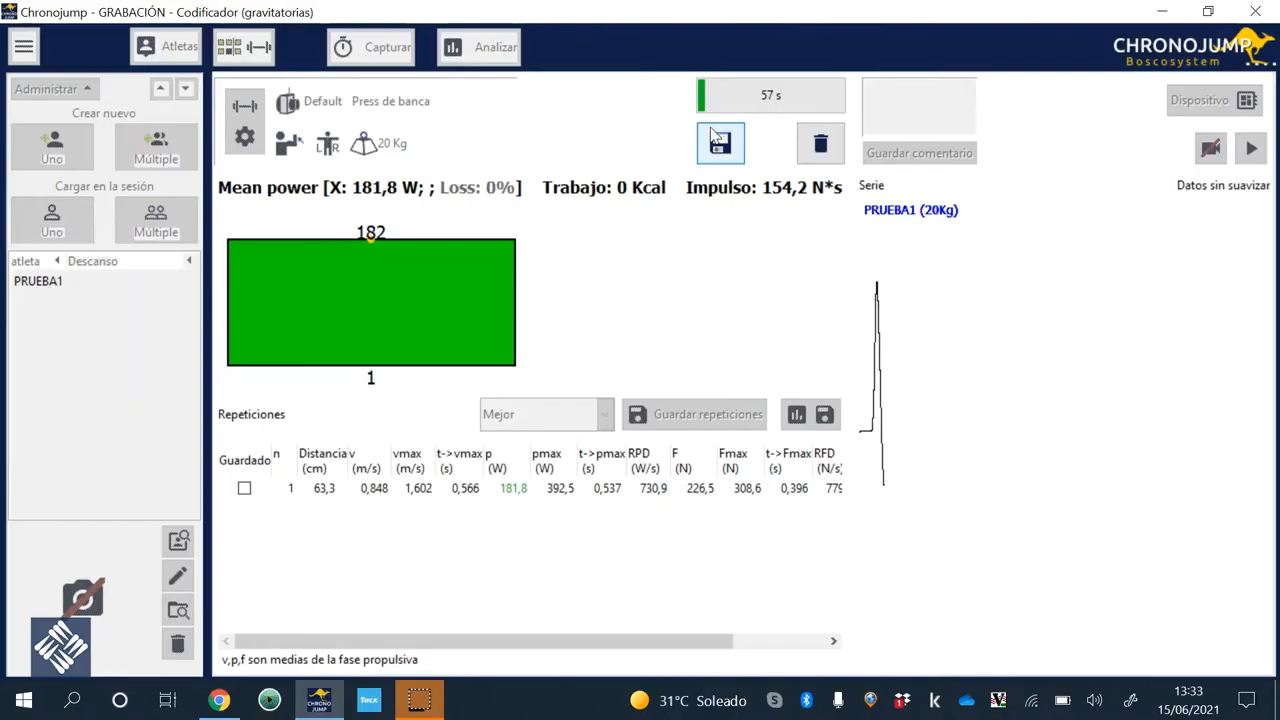 Chronojump - GRABACIÓN - Codificador (gravitatorias)
Atletas
Capturar
Analizar
CHRONOJUMP
Boscosystem
Administrar
Crear nuevo
Uno
Múltiple
Cargar en la sesión
Uno
Múltiple
atleta
Descanso
PRUEBA1
Default Press de banca
L R
20 Kg
57 s
Guardar comentario
Dispositivo
Mean power [X: 181,8 W; ; Loss: 0%] Trabajo: 0 Kcal Impulso: 154,2 N*s
Serie
Datos sin suavizar
PRUEBA1 (20Kg)
182
1
Repeticiones
Mejor
Guardar repeticiones
Guardado n Distancia (cm) v (m/s) vmax (m/s) t->vmax (s) p (W) pmax (W) t->pmax (s) RPD (W/s) F (N) Fmax (N) t->Fmax (s) RFD (N/s)
1 63,3 0,848 1,602 0,566 181,8 392,5 0,537 730,9 226,5 308,6 0,396 779
v,p,f son medias de la fase propulsiva
CHRONO
JUMP
Tocx
31°C Soleado
13:33
15/06/2021